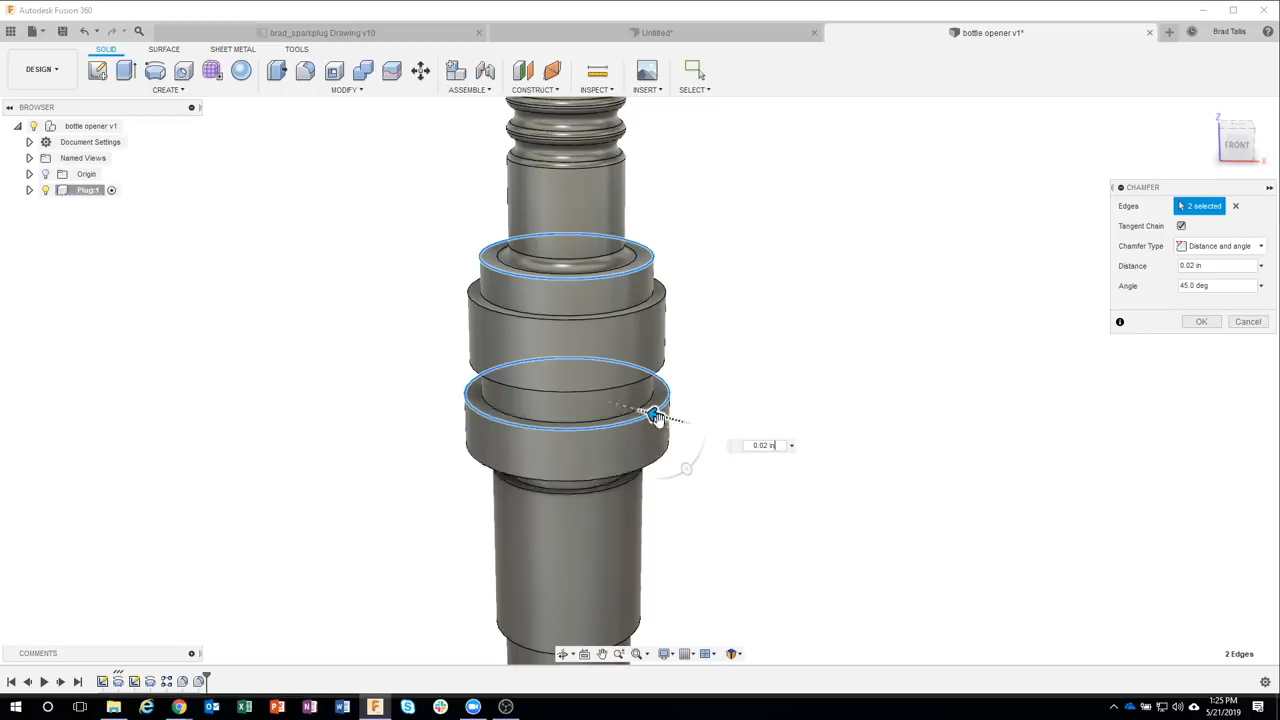 Autodesk Fusion 360
brad_sparkplug Drawing v10
Untitled*
bottle opener v1*
Brad Tallis
DESIGN
SOLID
SURFACE
SHEET METAL
TOOLS
CREATE
MODIFY
ASSEMBLE
CONSTRUCT
INSPECT
INSERT
SELECT
BROWSER
bottle opener v1
Document Settings
Named Views
Origin
Plug:1
Z
FRONT
X
CHAMFER
Edges 2 selected
Tangent Chain
Chamfer Type Distance and angle
Distance 0.02 in
Angle 45.0 deg
OK Cancel
0.02 in
COMMENTS
2 Edges
1:25 PM
5/21/2019